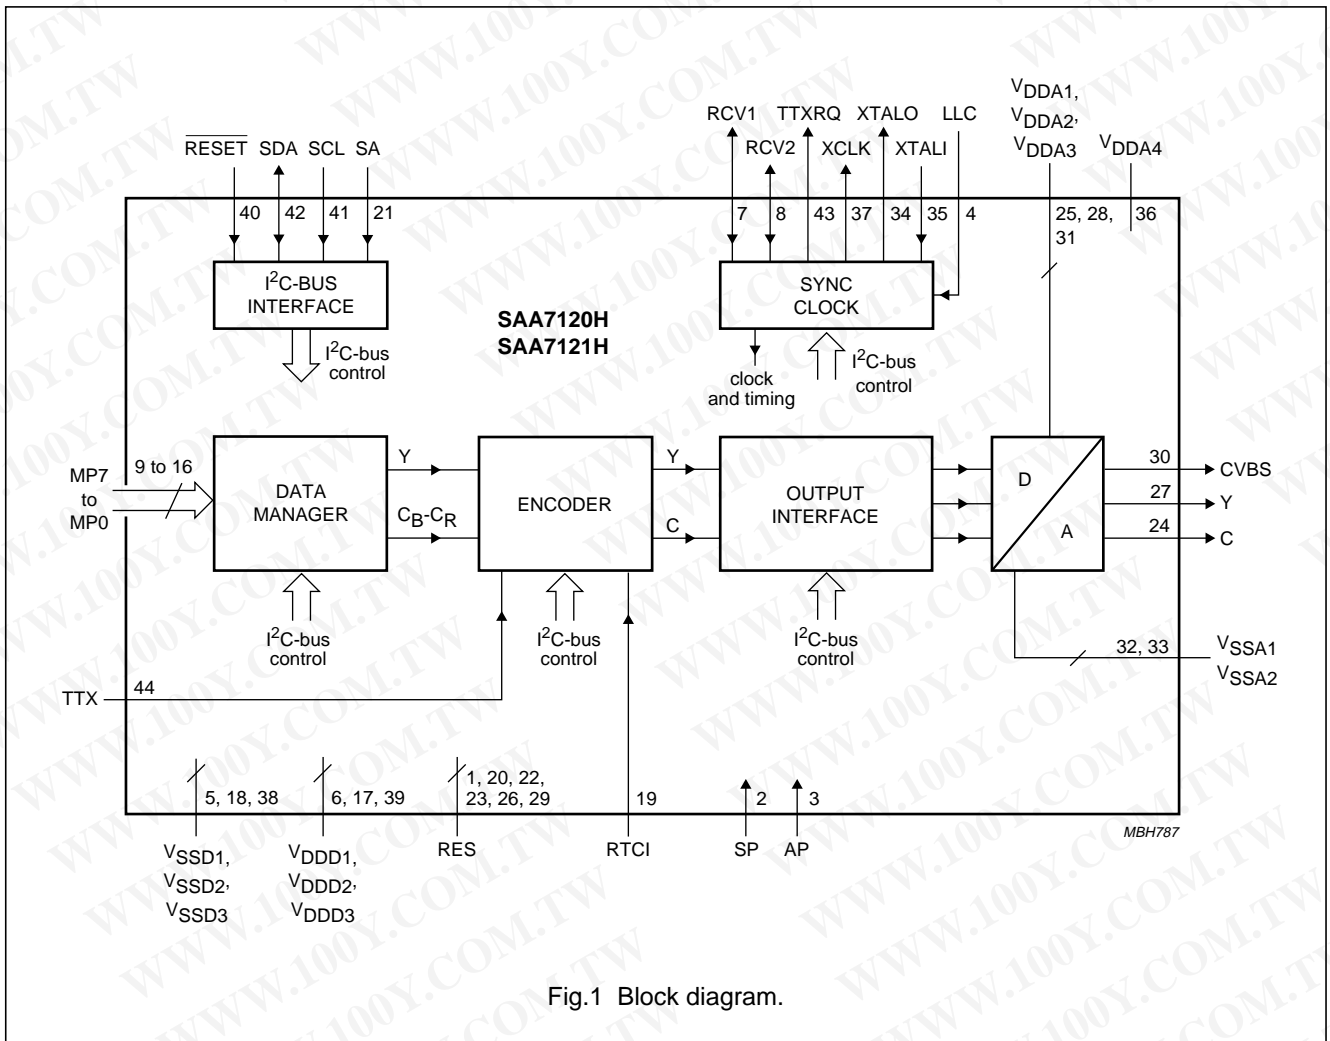 VDDA1,
VDDA2,
VDDA3
VDDA4
RCV1 TTXRQ XTALO LLC
RCV2 XCLK XTALI
RESET SDA SCL SA
40 42 41 21
7 8 43 37 34 35 4
25, 28,
31
36
I2C-BUS
INTERFACE
SYNC
CLOCK
SAA7120H
SAA7121H
I2C-bus
control
clock
and timing
I2C-bus
control
MP7
to
MP0
9 to 16
DATA
MANAGER
Y
CB-CR
ENCODER
Y
C
OUTPUT
INTERFACE
D
A
30
CVBS
27
Y
24
C
I2C-bus
control
I2C-bus
control
I2C-bus
control
32, 33
VSSA1
VSSA2
TTX
44
5, 18, 38
6, 17, 39
1, 20, 22,
23, 26, 29
19
2
3
MBH787
VSSD1,
VSSD2,
VSSD3
VDDD1,
VDDD2,
VDDD3
RES
RTCI
SP
AP
Fig.1 Block diagram.
WWW.100Y.COM.TW